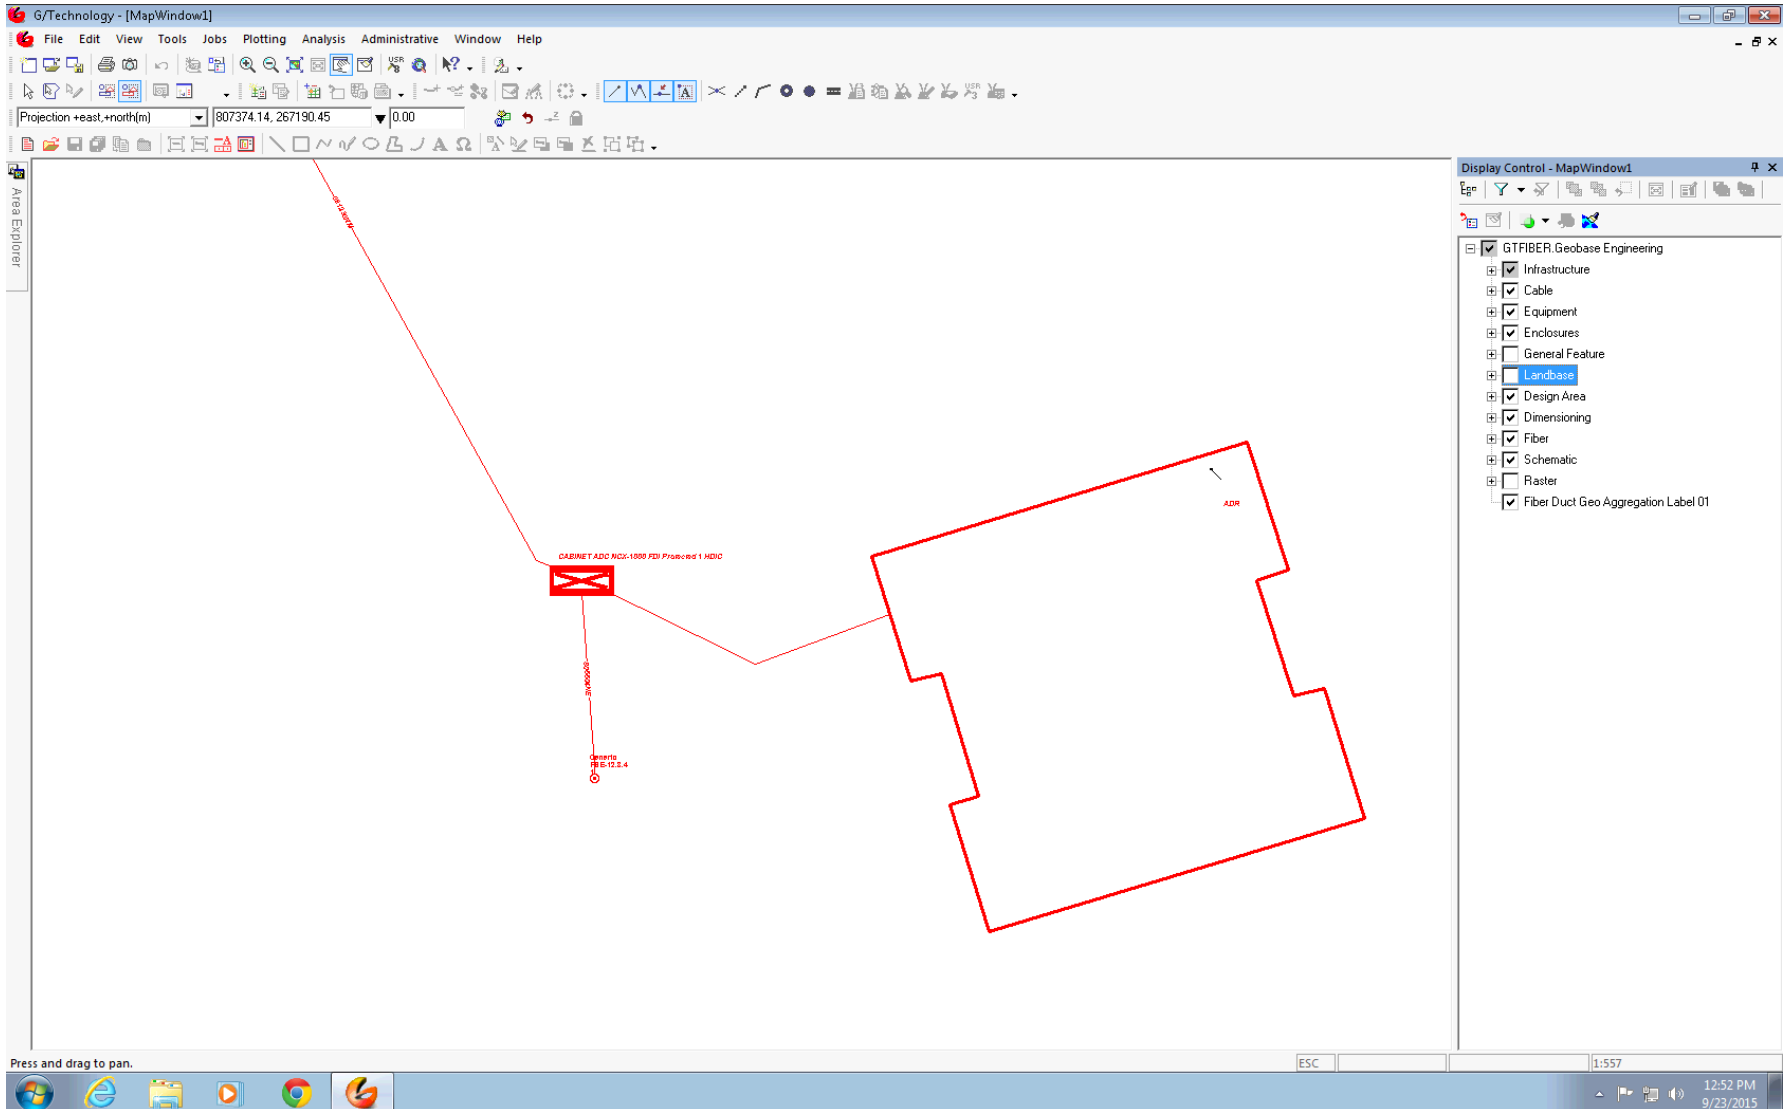 G/Technology - [MapWindow1]
File Edit View Tools Jobs Plotting Analysis Administrative Window Help
Projection +east,+north(m) 807374.14, 267190.45 0.00
Area Explorer
Display Control - MapWindow1
GTFIBER.Geobase Engineering
Infrastructure
Cable
Equipment
Enclosures
General Feature
Landbase
Design Area
Dimensioning
Fiber
Schematic
Raster
Fiber Duct Geo Aggregation Label 01
ADR
CABINET ADC
FDI
1 HDIC
Press and drag to pan.
ESC
1:557
12:52 PM
9/23/2015